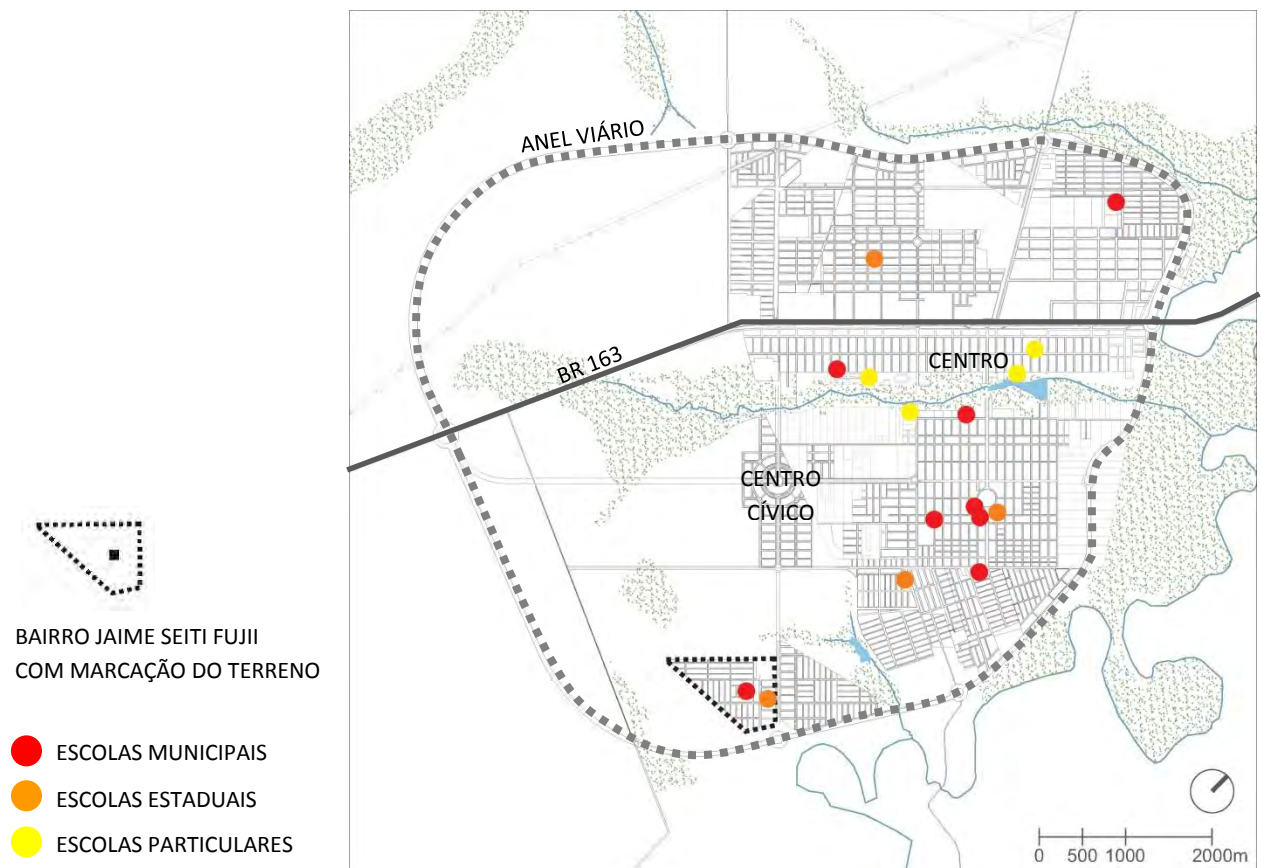 ANEL VIÁRIO
BR 163
CENTRO
CENTRO
CÍVICO
BAIRRO JAIME SEITI FUJII
COM MARCAÇÃO DO TERRENO
ESCOLAS MUNICIPAIS
ESCOLAS ESTADUAIS
ESCOLAS PARTICULARES
0 500 1000 2000m